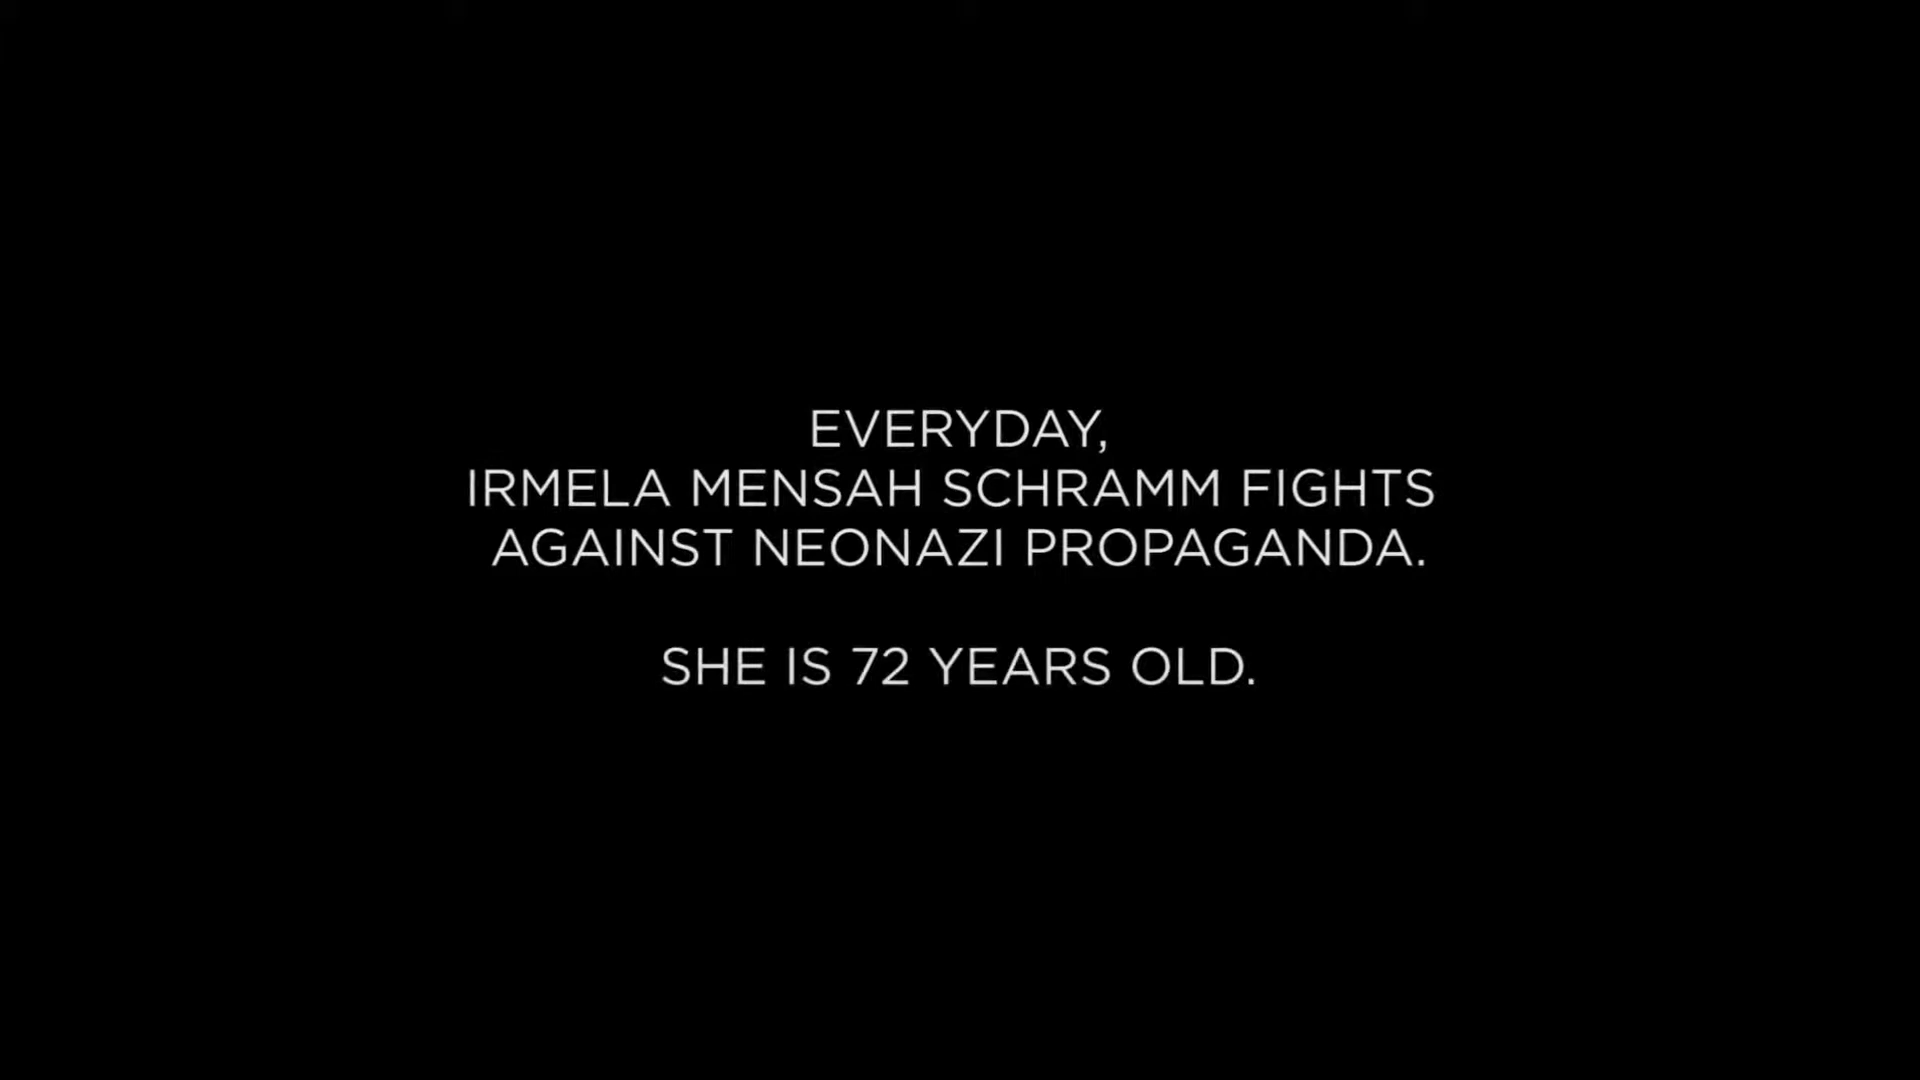 EVERYDAY,
IRMELA MENSAH SCHRAMM FIGHTS
AGAINST NEONAZI PROPAGANDA.
SHE IS 72 YEARS OLD.